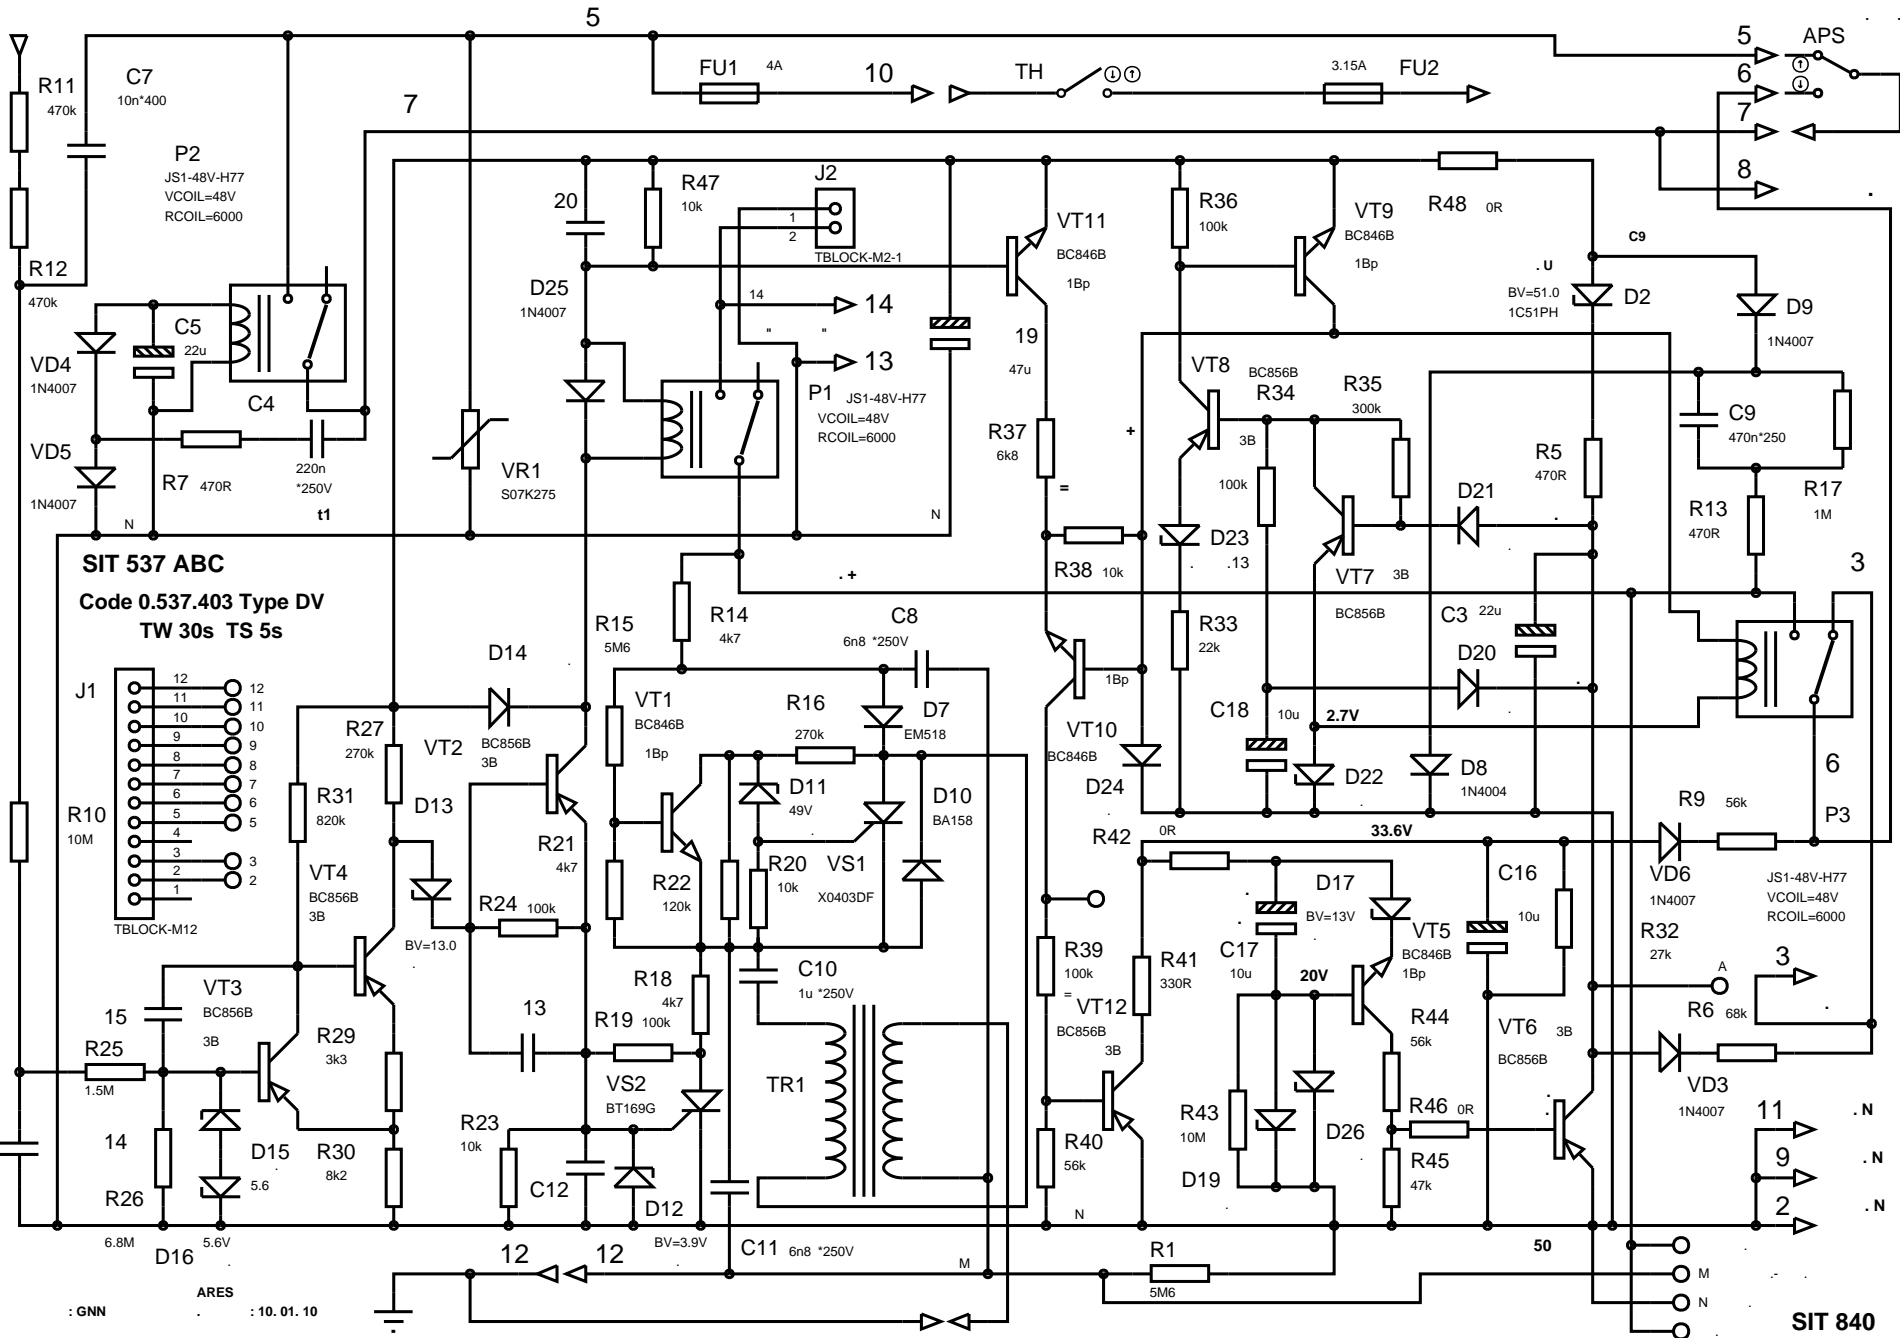 5
R11
470k
C7
10n*400
7
P2
JS1-48V-H77
VCOIL=48V
RCOIL=6000
R12
470k
FU1 4A
10
TH
3.15A FU2
5
6
7
8
APS
J2
1
2
TBLOCK-M2-1
20
R47
10k
VT11
BC846B
1Bp
R36
100k
VT9
BC846B
1Bp
R48 0R
C9
. U
BV=51.0
1C51PH
D2
D9
1N4007
D25
1N4007
14
14
" "
13
19
47u
C5
22u
VD4
1N4007
C4
VD5
1N4007
R7 470R
220n
*250V
t1
N
VR1
S07K275
P1
JS1-48V-H77
VCOIL=48V
RCOIL=6000
N
R37
6k8
=
+
VT8
BC856B
3B
R34
100k
R35
300k
C9
470n*250
R5
470R
R17
1M
R13
470R
D21
D23
.13
R38 10k
VT7 3B
BC856B
3
SIT 537 ABC
Code 0.537.403 Type DV
TW 30s TS 5s
. +
R14
4k7
C8
6n8 *250V
R15
5M6
R33
22k
C3 22u
D20
D14
J1
12
11
10
9
8
7
6
5
4
3
2
1
12
11
10
9
8
7
6
5
3
2
TBLOCK-M12
R10
10M
R27
270k
VT2
BC856B
3B
VT1
BC846B
1Bp
R16
270k
D7
EM518
1Bp
VT10
BC846B
D24
C18
10u
2.7V
D22
D8
1N4004
6
R31
820k
D13
R21
4k7
D11
49V
D10
BA158
R42 0R
33.6V
R9 56k
P3
VT4
BC856B
3B
R24 100k
R22
120k
R20
10k
VS1
X0403DF
D17
BV=13V
C16
10u
VD6
1N4007
JS1-48V-H77
VCOIL=48V
RCOIL=6000
BV=13.0
C17
10u
VT5
BC846B
1Bp
R32
27k
VT3
BC856B
3B
R18
4k7
C10
1u *250V
R39
100k
=
R41
330R
20V
A
3
15
R25
1.5M
R29
3k3
13
R19 100k
VT12
BC856B
3B
R44
56k
VT6 3B
BC856B
R6 68k
VD3
1N4007
VS2
BT169G
TR1
14
R26
6.8M
D15
5.6
D16
5.6V
R30
8k2
R23
10k
C12
D12
BV=3.9V
R40
56k
R43
10M
D19
D26
R46 0R
R45
47k
11 . N
9 . N
2 . N
N
12 12
C11 6n8 *250V
M
R1
5M6
50
M
N
ARES
: GNN . : 10. 01. 10
SIT 840